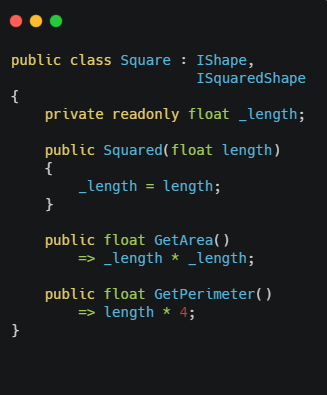 public class Square : IShape,
                      ISquaredShape
{
    private readonly float _length;

    public Squared(float length)
    {
        _length = length;
    }

    public float GetArea()
        => _length * _length;

    public float GetPerimeter()
        => length * 4;
}